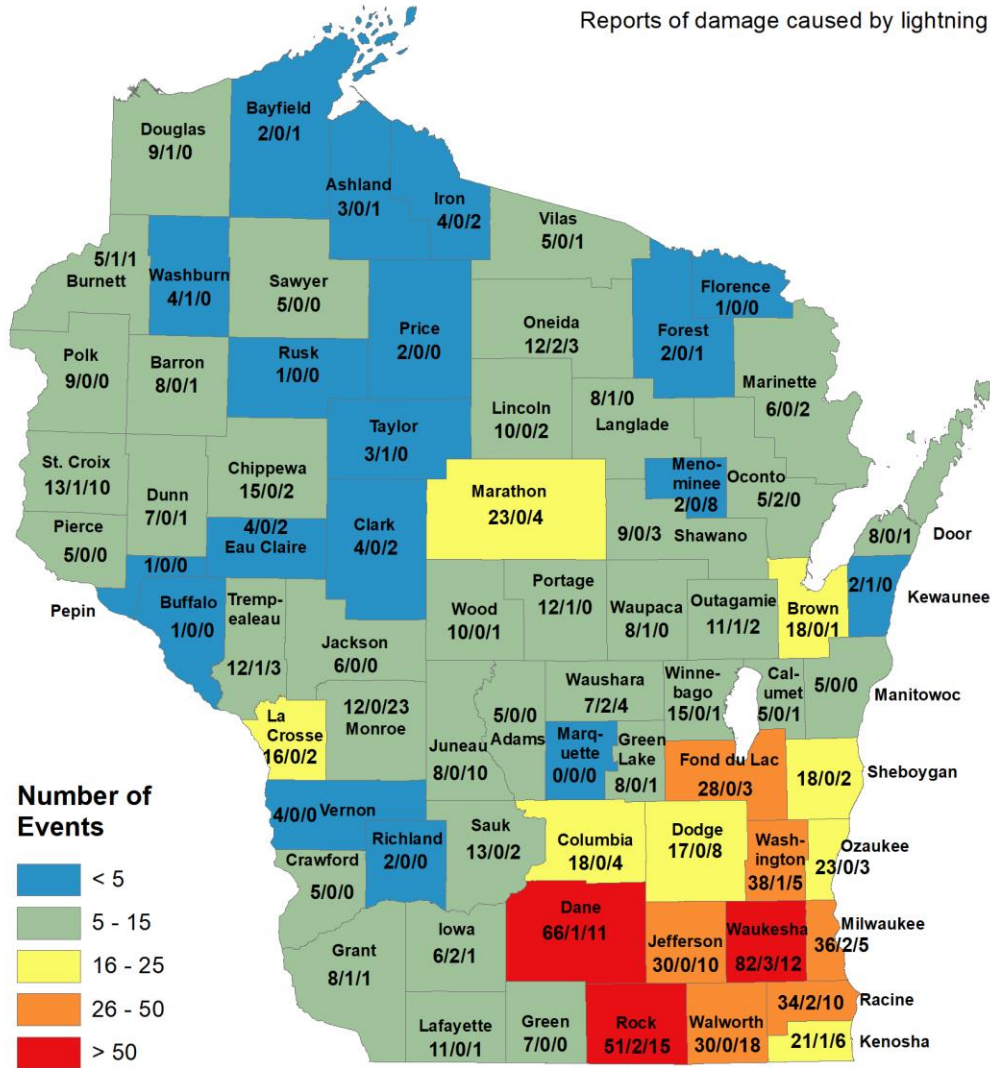 Reports of damage caused by lightning
Bayfield
2/0/1
Douglas
9/1/0
Ashland
3/0/1
Iron
4/0/2
Vilas
5/0/1
5/1/1
Burnett
Washburn
4/1/0
Sawyer
5/0/0
Florence
1/0/0
Price
2/0/0
Oneida
12/2/3
Forest
2/0/1
Polk
9/0/0
Barron
8/0/1
Rusk
1/0/0
Marinette
6/0/2
Lincoln
10/0/2
8/1/0
Langlade
Taylor
3/1/0
St. Croix
13/1/10
Chippewa
15/0/2
Dunn
7/0/1
Marathon
23/0/4
Meno-
minee
2/0/8
Oconto
5/2/0
Pierce
5/0/0
4/0/2
Eau Claire
Clark
4/0/2
9/0/3
Shawano
8/0/1
Door
1/0/0
Pepin
Buffalo
1/0/0
Tremp-
ealeau
12/1/3
Jackson
6/0/0
Wood
10/0/1
Portage
12/1/0
Waupaca
8/1/0
Outagamie
11/1/2
Brown
18/0/1
2/1/0
Kewaunee
La
Crosse
16/0/2
12/0/23
Monroe
Juneau
8/0/10
5/0/0
Adams
Waushara
7/2/4
Winne-
bago
15/0/1
Cal-
umet
5/0/1
5/0/0
Manitowoc
Marq-
uette
0/0/0
Green
Lake
8/0/1
Fond du Lac
28/0/3
18/0/2
Sheboygan
4/0/0 Vernon
Richland
2/0/0
Sauk
13/0/2
Columbia
18/0/4
Dodge
17/0/8
Wash-
ington
38/1/5
Ozaukee
23/0/3
Crawford
5/0/0
Grant
8/1/1
Iowa
6/2/1
Dane
66/1/11
Jefferson
30/0/10
Waukesha
82/3/12
Milwaukee
36/2/5
Lafayette
11/0/1
Green
7/0/0
Rock
51/2/15
Walworth
30/0/18
34/2/10
Racine
21/1/6
Kenosha
Number of
Events
< 5
5 - 15
16 - 25
26 - 50
> 50